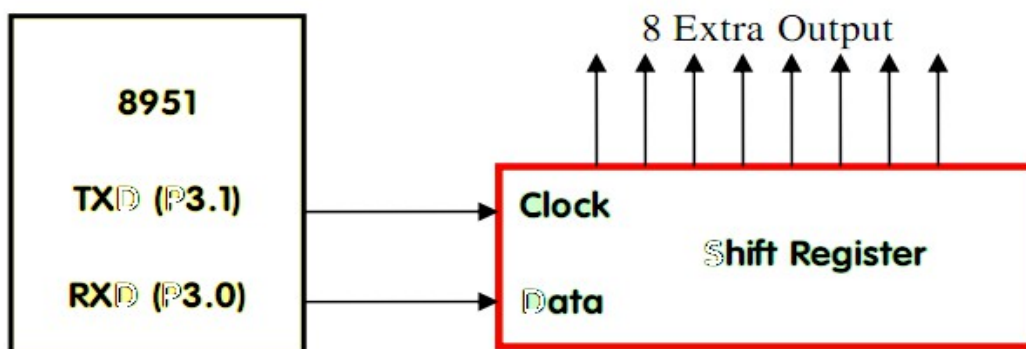 8 Extra Output
8951
TXD (P3.1)
Clock
Shift Register
RXD (P3.0)
Data